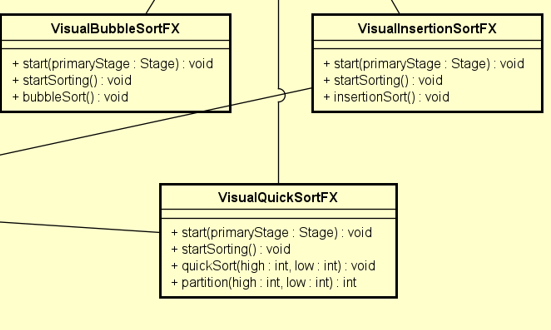 VisualBubbleSortFX
+ start(primaryStage : Stage) : void
+ startSorting() : void
+ bubbleSort() : void
VisualInsertionSortFX
+ start(primaryStage : Stage) : void
+ startSorting() : void
+ insertionSort() : void
VisualQuickSortFX
+ start(primaryStage : Stage) : void
+ startSorting() : void
+ quickSort(high : int, low : int) : void
+ partition(high : int, low : int) : int